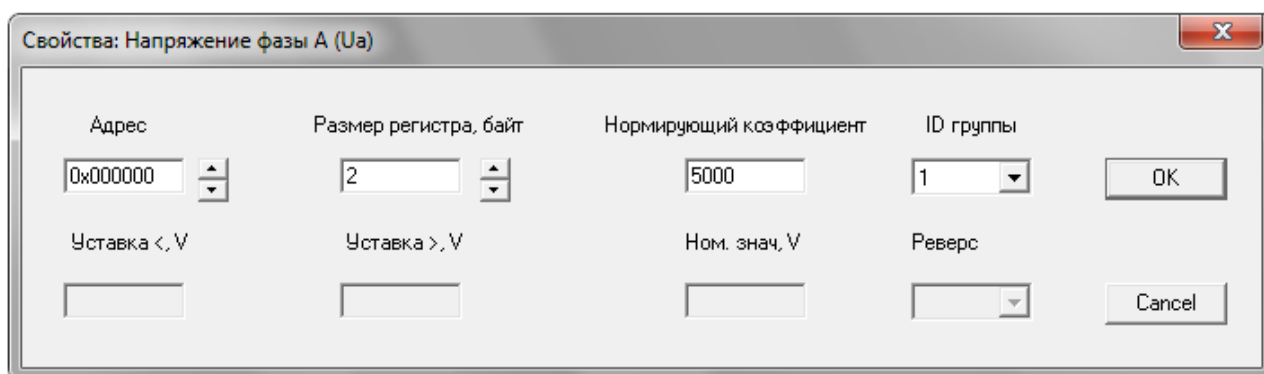 Свойства: Напряжение фазы А (Ua)
Адрес Размер регистра, байт Нормирующий коэффициент ID группы
0x000000 2 5000 1 OK
Уставка <, V Уставка >, V Ном. знач, V Реверс
Cancel